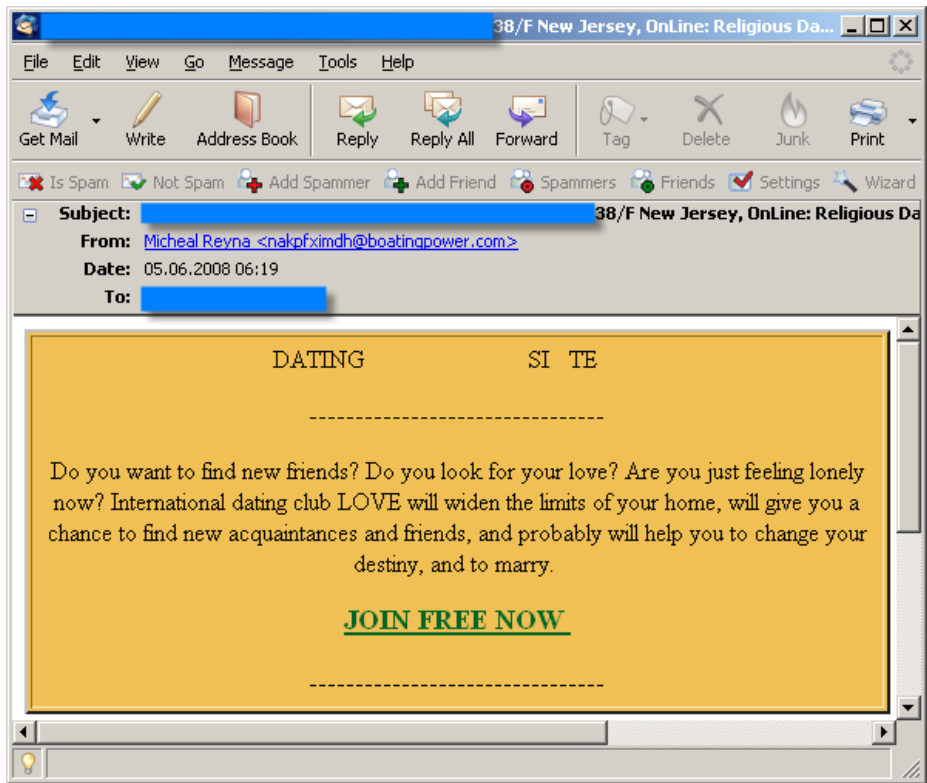 38/F New Jersey, OnLine: Religious Da...
File Edit View Go Message Tools Help
Get Mail Write Address Book Reply Reply All Forward Tag Delete Junk Print
Is Spam Not Spam Add Spammer Add Friend Spammers Friends Settings Wizard
Subject: 38/F New Jersey, OnLine: Religious Da
From: Micheal Reyna <nakpfximdh@boatingpower.com>
Date: 05.06.2008 06:19
To:
DATING SI TE
--------------------------------
Do you want to find new friends? Do you look for your love? Are you just feeling lonely
now? International dating club LOVE will widen the limits of your home, will give you a
chance to find new acquaintances and friends, and probably will help you to change your
destiny, and to marry.
JOIN FREE NOW
--------------------------------